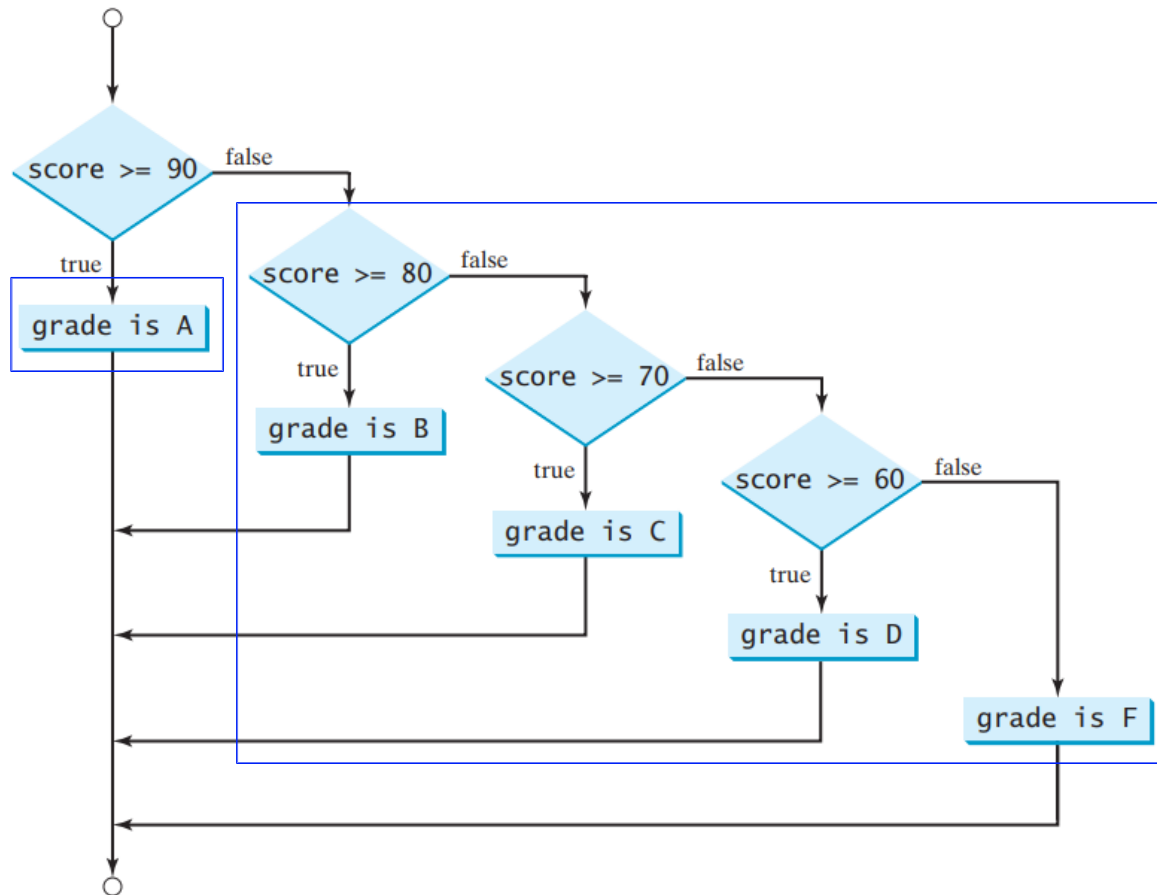 score >= 90
false
true
grade is A
score >= 80
false
true
grade is B
score >= 70
false
true
grade is C
score >= 60
false
true
grade is D
grade is F